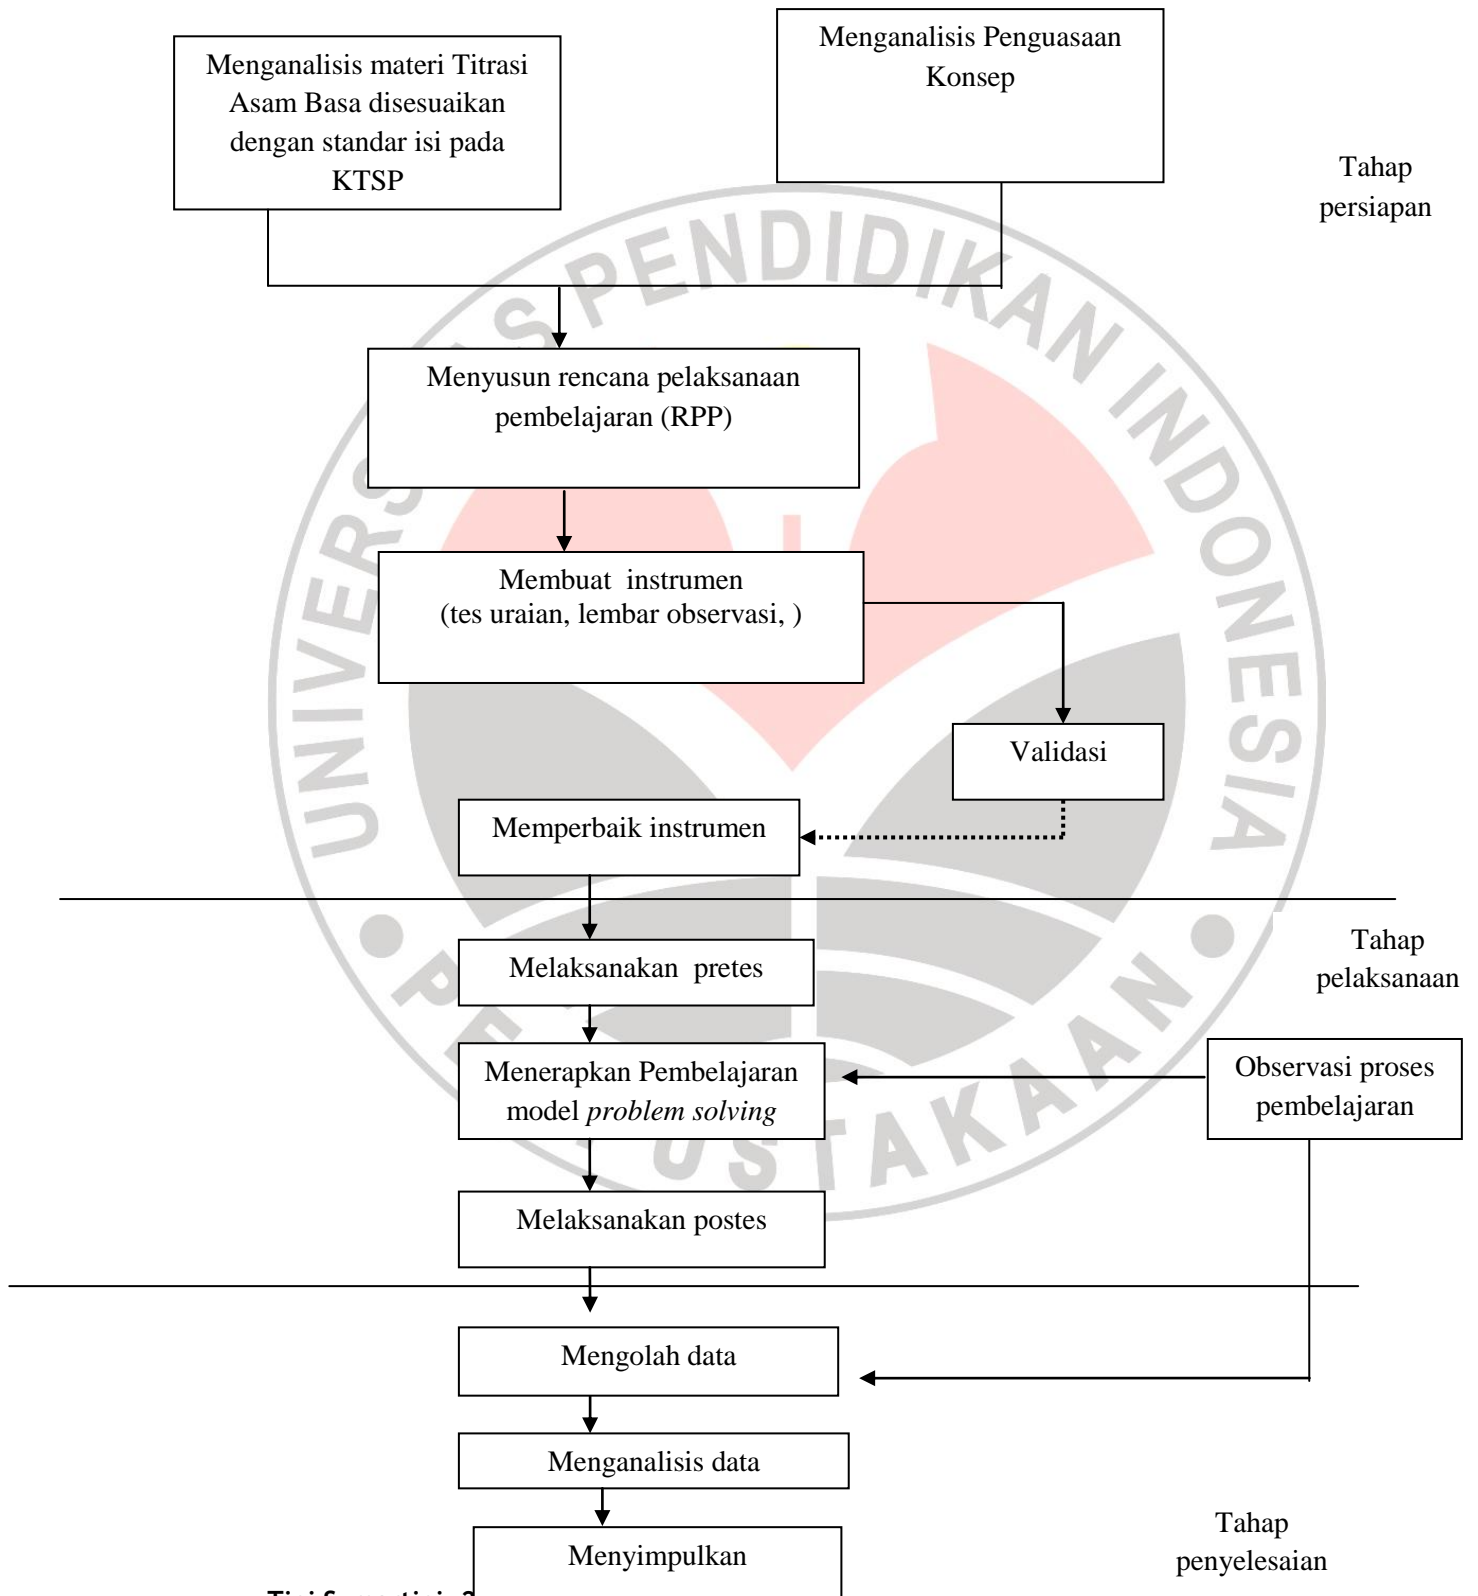 Menganalisis Penguasaan
Konsep
Menganalisis materi Titrasi
Asam Basa disesuaikan
dengan standar isi pada
KTSP
Tahap
persiapan
Menyusun rencana pelaksanaan
pembelajaran (RPP)
Membuat  instrumen
(tes uraian, lembar observasi, )
Validasi
Memperbaik instrumen
Tahap
pelaksanaan
Melaksanakan  pretes
Menerapkan Pembelajaran
model problem solving
Observasi proses
pembelajaran
Melaksanakan postes
Mengolah data
Menganalisis data
Menyimpulkan
Tahap
penyelesaian
PENDIDIKAN INDONESIA